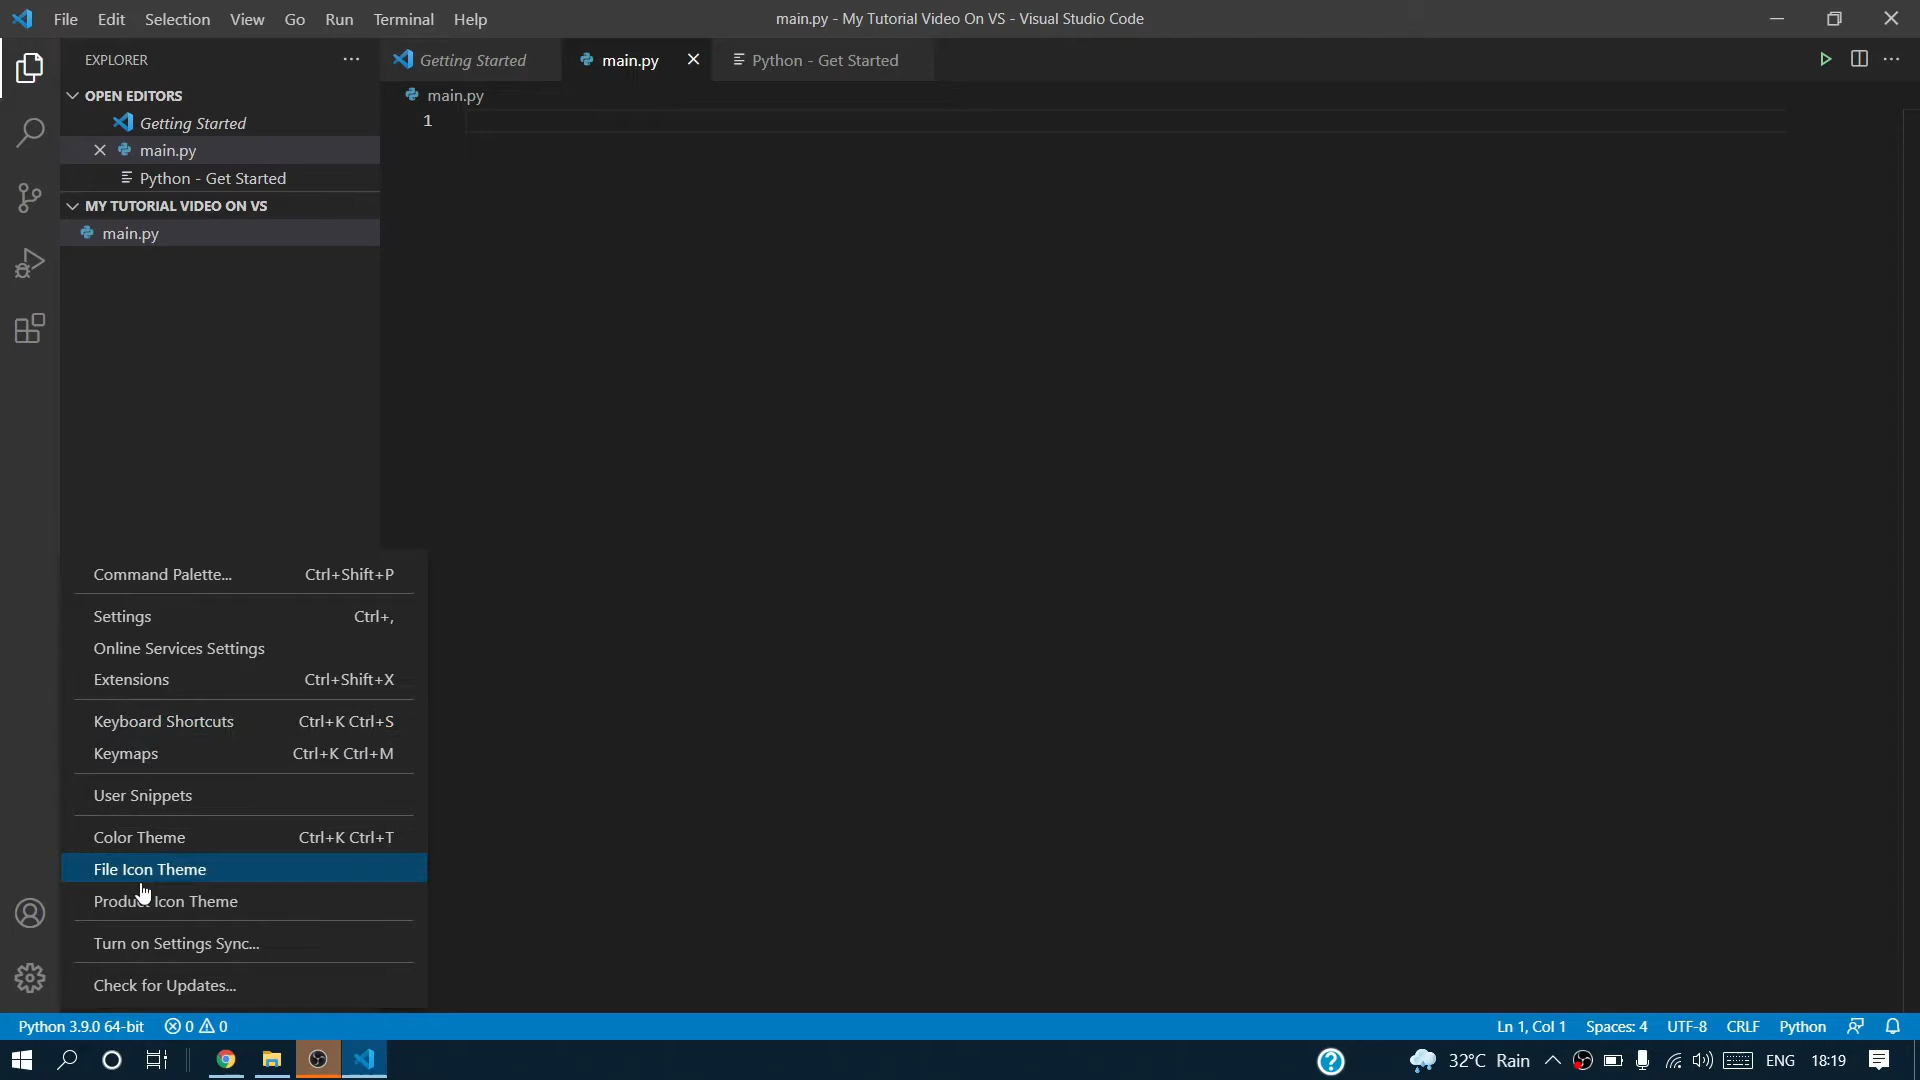 File Edit Selection View Go Run Terminal Help
main.py - My Tutorial Video On VS - Visual Studio Code
EXPLORER
Getting Started
main.py
Python - Get Started
OPEN EDITORS
Getting Started
main.py
Python - Get Started
MY TUTORIAL VIDEO ON VS
main.py
main.py
1
Command Palette... Ctrl+Shift+P
Settings Ctrl+,
Online Services Settings
Extensions Ctrl+Shift+X
Keyboard Shortcuts Ctrl+K Ctrl+S
Keymaps Ctrl+K Ctrl+M
User Snippets
Color Theme Ctrl+K Ctrl+T
File Icon Theme
Product Icon Theme
Turn on Settings Sync...
Check for Updates...
Python 3.9.0 64-bit 0 0
Ln 1, Col 1 Spaces: 4 UTF-8 CRLF Python
32°C Rain ENG 18:19